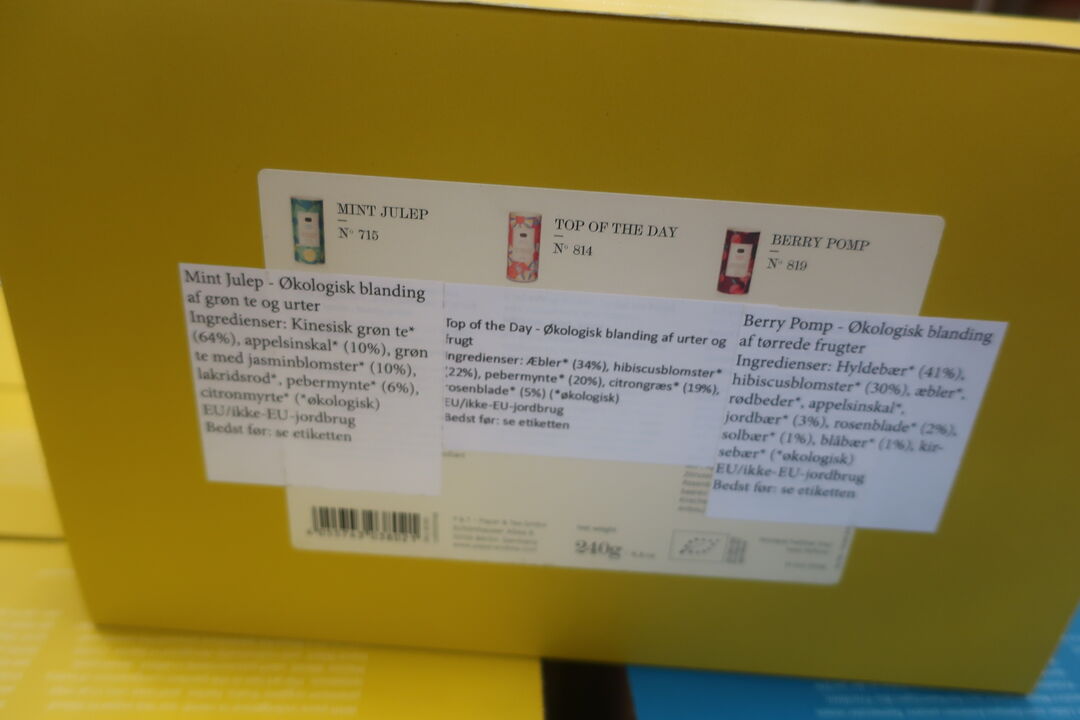 MINT JULEP
N° 715
TOP OF THE DAY
N° 814
BERRY POMP
N° 819
Mint Julep - Økologisk blanding
af grøn te og urter
Ingredienser: Kinesisk grøn te*
(64%), appelsinskal* (10%), grøn
te med jasminblomster* (10%),
lakridsrod*, pebermynte* (6%),
citronmyrte* (*økologisk)
EU/ikke-EU-jordbrug
Bedst før: se etiketten
Top of the Day - Økologisk blanding af urter og
frugt
Ingredienser: Æbler* (34%), hibiscusblomster*
(22%), pebermynte* (20%), citrongræs* (19%),
rosenblade* (5%) (*økologisk)
EU/ikke-EU-jordbrug
Bedst før: se etiketten
Berry Pomp - Økologisk blanding
af tørrede frugter
Ingredienser: Hyldebær* (41%),
hibiscusblomster* (30%), æbler*,
rødbeder*, appelsinskal*,
jordbær* (3%), rosenblade* (2%),
solbær* (1%), blåbær* (1%), kir-
sebær* (*økologisk)
EU/ikke-EU-jordbrug
Bedst før: se etiketten
Net weight
240g